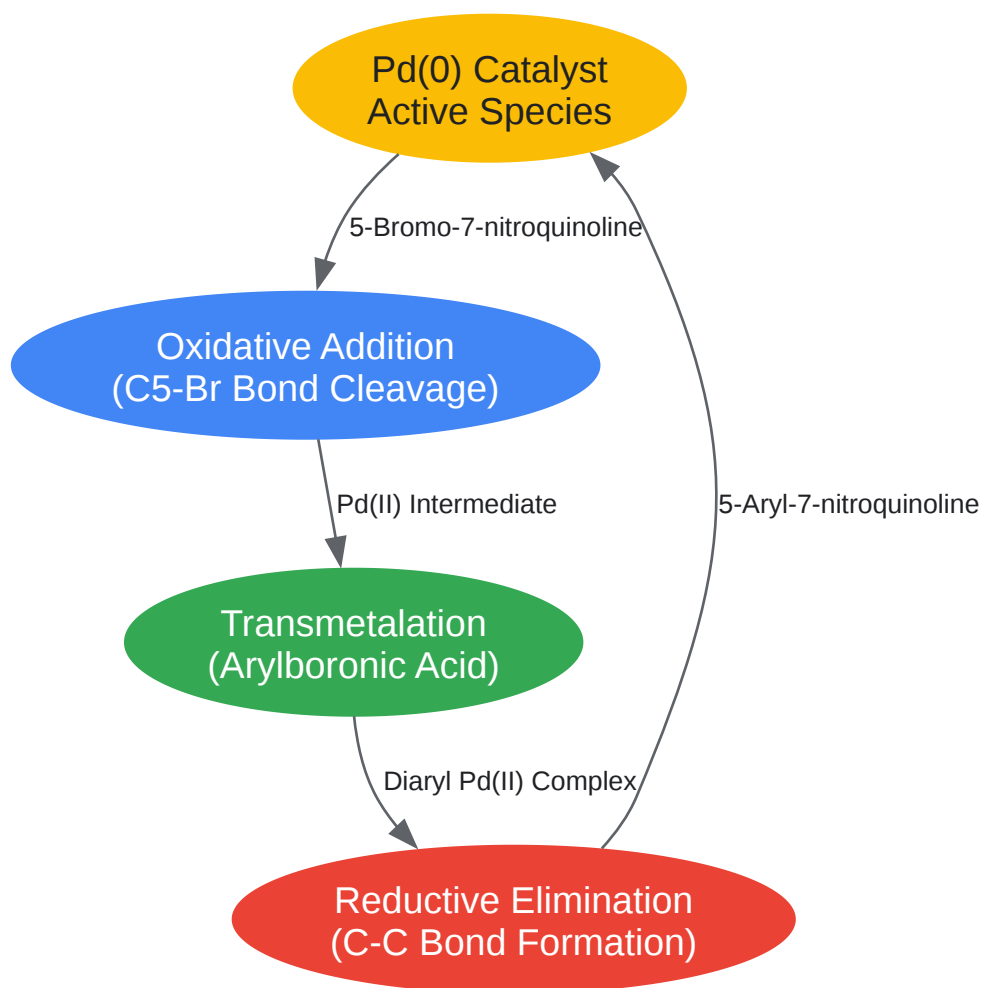 Pd(0) Catalyst
Active Species
5-Bromo-7-nitroquinoline
Oxidative Addition
(C5-Br Bond Cleavage)
Pd(II) Intermediate
5-Aryl-7-nitroquinoline
Transmetalation
(Arylboronic Acid)
Diaryl Pd(II) Complex
Reductive Elimination
(C-C Bond Formation)